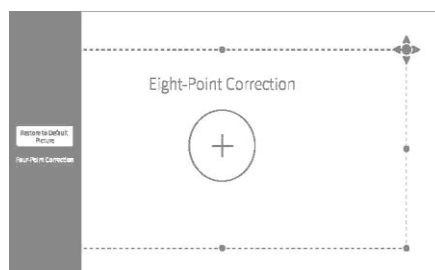 Eight-Point Correction
Restore to Default
Picture
Four-Point Correction